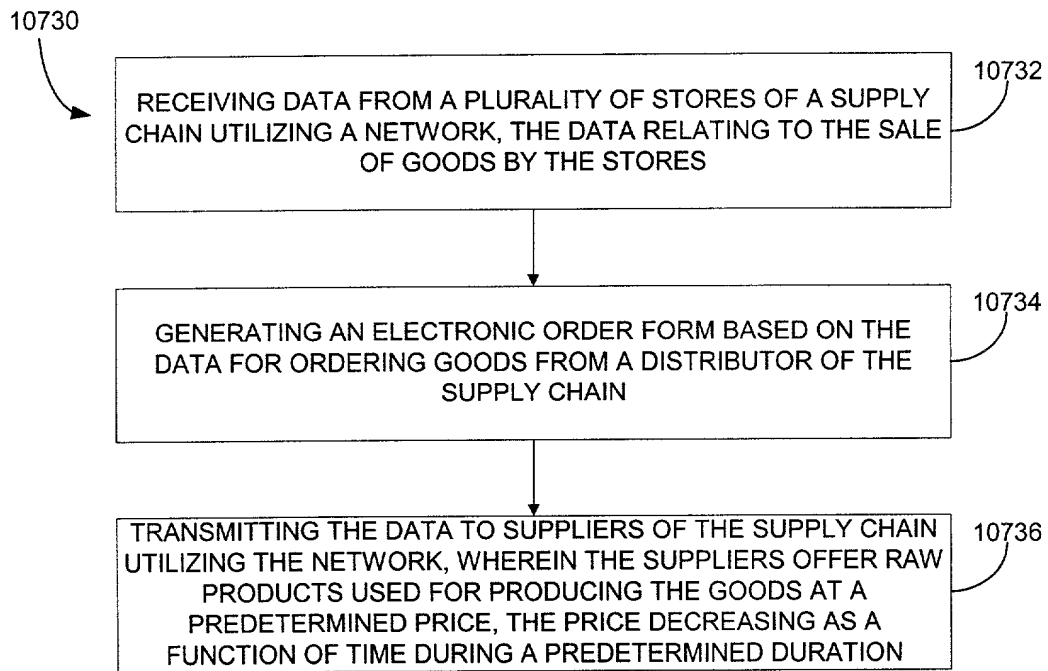 10730
10732
RECEIVING DATA FROM A PLURALITY OF STORES OF A SUPPLY
CHAIN UTILIZING A NETWORK, THE DATA RELATING TO THE SALE
OF GOODS BY THE STORES
10734
GENERATING AN ELECTRONIC ORDER FORM BASED ON THE
DATA FOR ORDERING GOODS FROM A DISTRIBUTOR OF THE
SUPPLY CHAIN
10736
TRANSMITTING THE DATA TO SUPPLIERS OF THE SUPPLY CHAIN
UTILIZING THE NETWORK, WHEREIN THE SUPPLIERS OFFER RAW
PRODUCTS USED FOR PRODUCING THE GOODS AT A
PREDETERMINED PRICE, THE PRICE DECREASING AS A
FUNCTION OF TIME DURING A PREDETERMINED DURATION